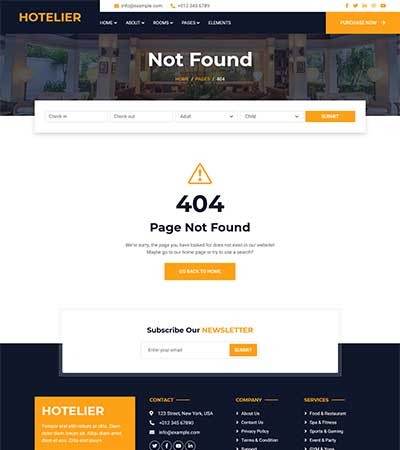 HOTELIER
info@example.com
+012 345 6789
HOME ABOUT ROOMS PAGES ELEMENTS
PURCHASE NOW
Not Found
HOME / PAGES / 404
Check in
Check out
Adult
Child
SUBMIT
404
Page Not Found
We're sorry, the page you have looked for does not exist in our website!
Maybe go to our home page or try to use a search?
GO BACK TO HOME
Subscribe Our NEWSLETTER
Enter your email
SUBMIT
HOTELIER
Tempor erat elitr rebum at clita. Diam
dolor diam ipsum sit. Aliqu diam amet
diam et eos. Clita erat ipsum
CONTACT
123 Street, New York, USA
+012 345 67890
info@example.com
COMPANY
About Us
Contact Us
Privacy Policy
Terms & Condition
Support
SERVICES
Food & Restaurant
Spa & Fitness
Sports & Gaming
Event & Party
GYM & Yoga